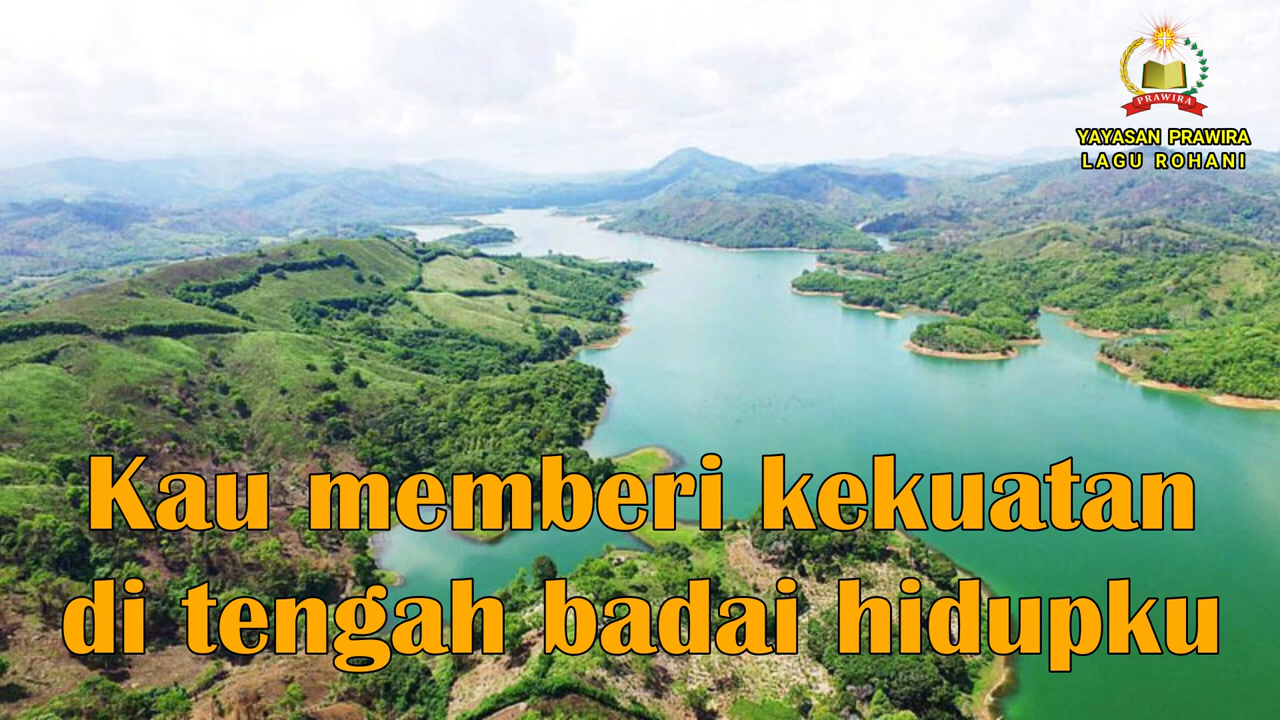 PRAWIRA
YAYASAN PRAWIRA
LAGU ROHANI
Kau memberi kekuatan
di tengah badai hidupku